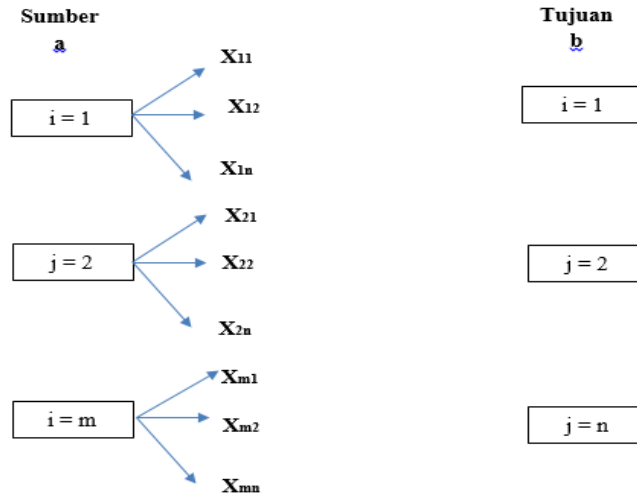 Sumber
a
Tujuan
b
X11
i = 1
X12
X1n
i = 1
X21
j = 2
X22
X2n
j = 2
Xm1
i = m
Xm2
Xmn
j = n